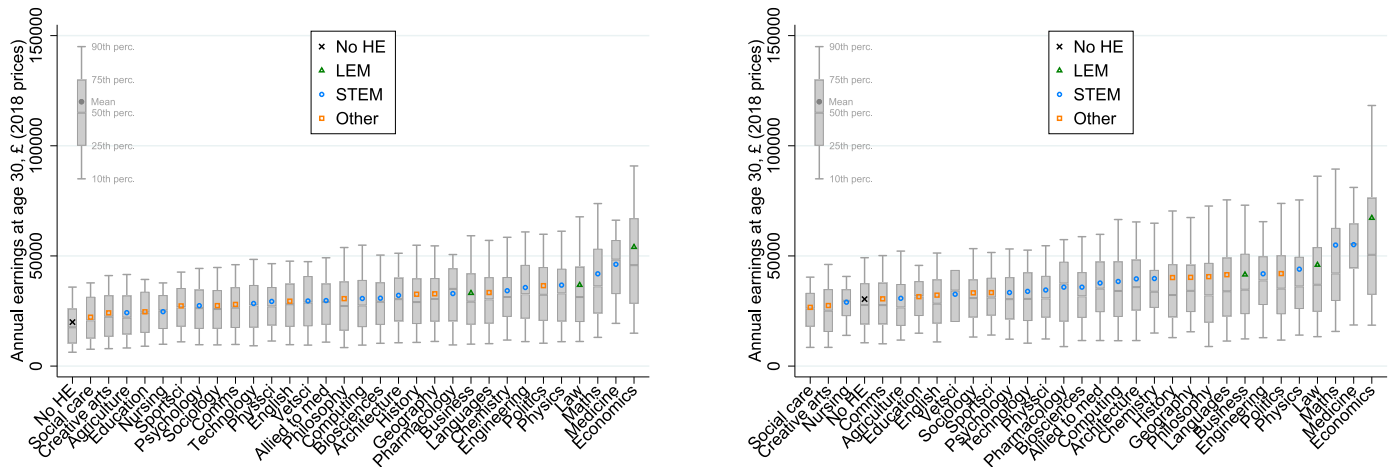 Annual earnings at age 30, £ (2018 prices)
150000
100000
50000
0
90th perc.
75th perc.
Mean
50th perc.
25th perc.
10th perc.
No HE
LEM
STEM
Other
No HE
Social care
Creative arts
Agriculture
Education
Nursing
Sportsci
Psychology
Sociology
Comms
Technology
Physsci
English
Vetsci
Allied to med
Philosophy
Computing
Biosciences
Architecture
History
Geography
Pharmacology
Business
Languages
Chemistry
Engineering
Politics
Physics
Law
Maths
Medicine
Economics
Annual earnings at age 30, £ (2018 prices)
150000
100000
50000
0
90th perc.
75th perc.
Mean
50th perc.
25th perc.
10th perc.
No HE
LEM
STEM
Other
Social care
Creative arts
Nursing
No HE
Comms
Agriculture
Education
English
Vetsci
Sociology
Sportsci
Psychology
Technology
Physsci
Pharmacology
Biosciences
Allied to med
Computing
Architecture
Chemistry
History
Geography
Philosophy
Languages
Business
Engineering
Politics
Physics
Law
Maths
Medicine
Economics